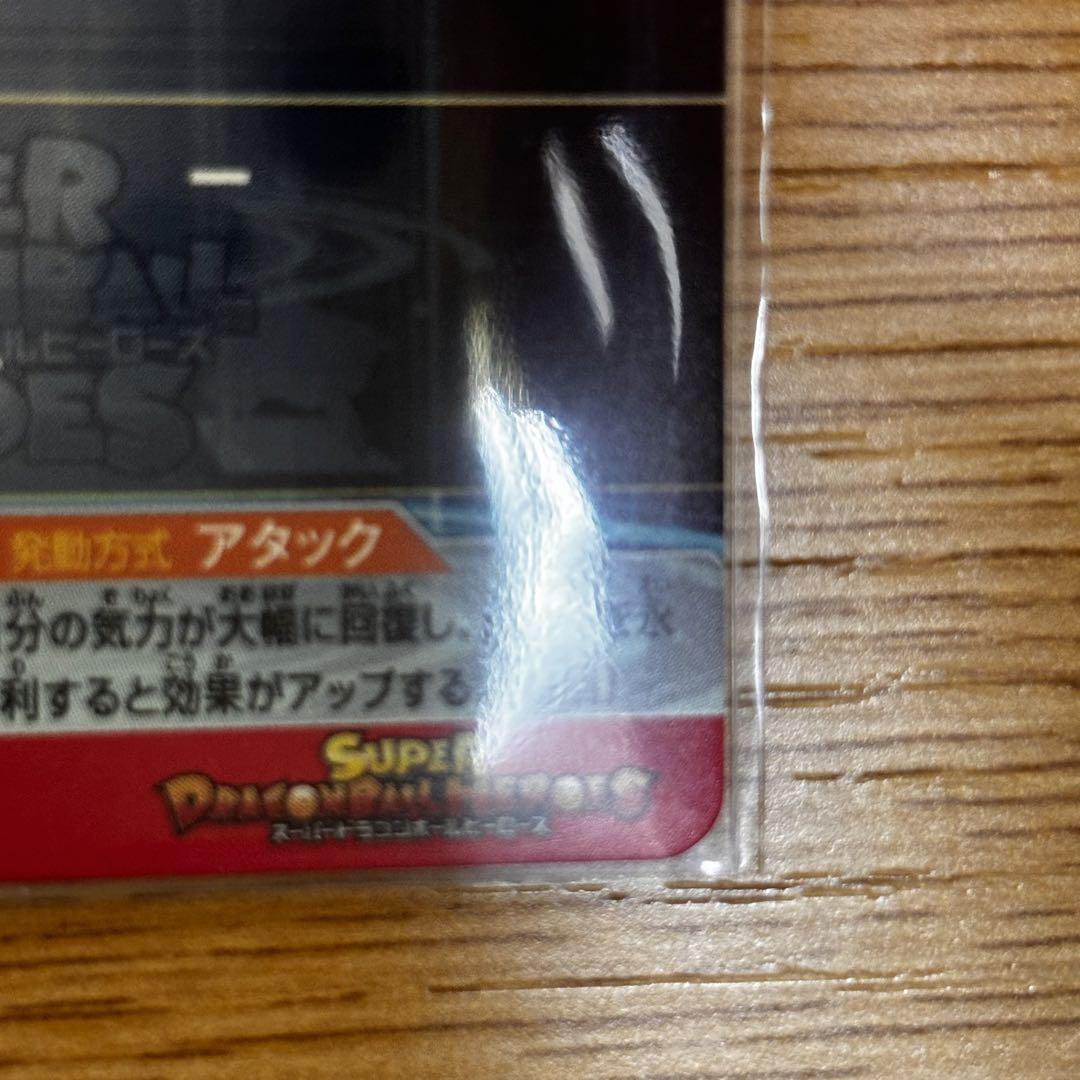 ER
BALL
ルヒーローズ
OES
発動方式 アタック
分の気力が大幅に回復し、
利すると効果がアップする
SUPER
DRAGONBALL HEROES
スーパードラゴンボールヒーローズ